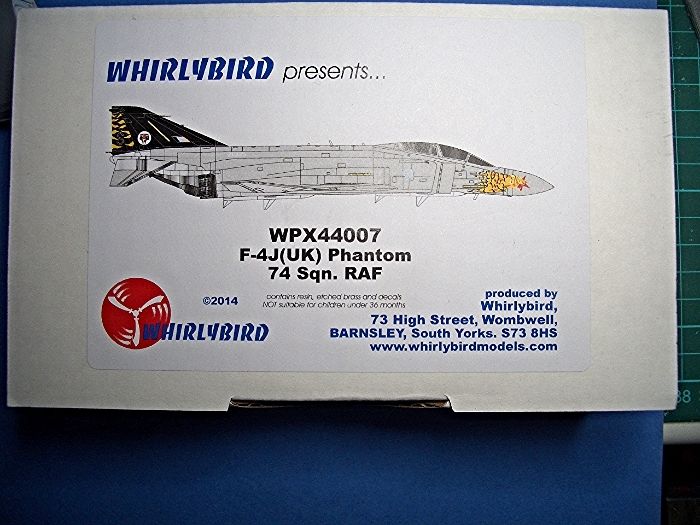 WHIRLYBIRD presents...
WPX44007
F-4J(UK) Phantom
74 Sqn. RAF
©2014
contains resin, etched brass and decals
NOT suitable for children under 36 months
WHIRLYBIRD
produced by
Whirlybird,
73 High Street, Wombwell,
BARNSLEY, South Yorks. S73 8HS
www.whirlybirdmodels.com